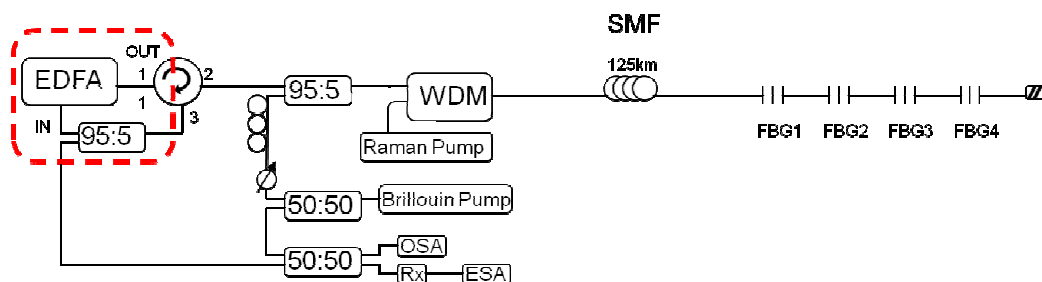 SMF
OUT
EDFA
1
2
125km
95:5
WDM
1
IN
95:5
3
FBG1
FBG2
FBG3
FBG4
Raman Pump
50:50
Brillouin Pump
50:50
OSA
Rx
ESA